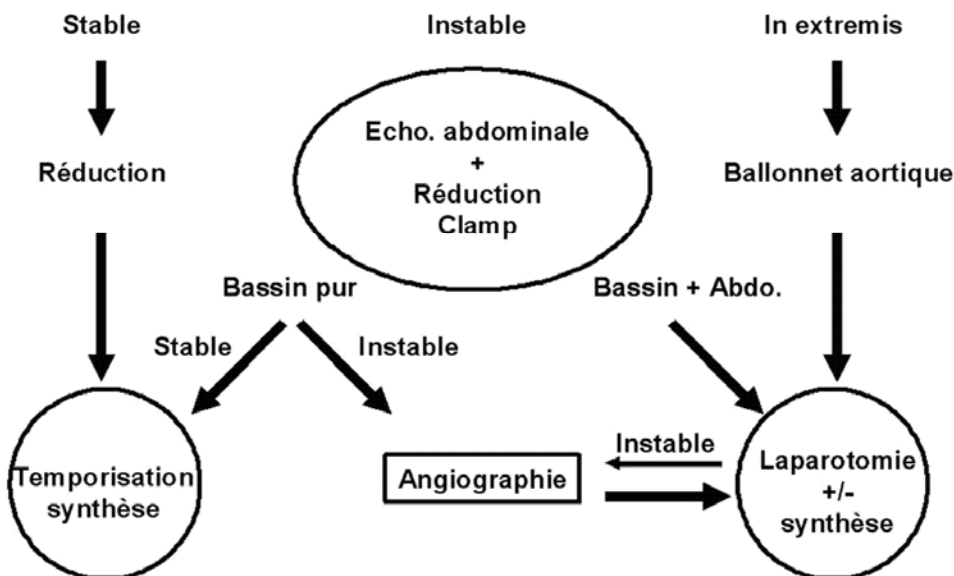 Stable
Instable
In extremis
Echo. abdominale
+
Réduction
Clamp
Réduction
Ballonnet aortique
Bassin pur
Bassin + Abdo.
Stable
Instable
Instable
Temporisation
synthèse
Angiographie
Laparotomie
+/-
synthèse